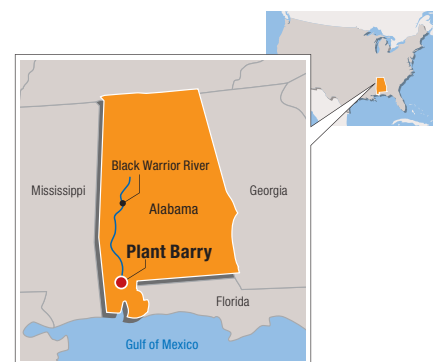 Black Warrior River
Mississippi
Alabama
Georgia
Plant Barry
Florida
Gulf of Mexico